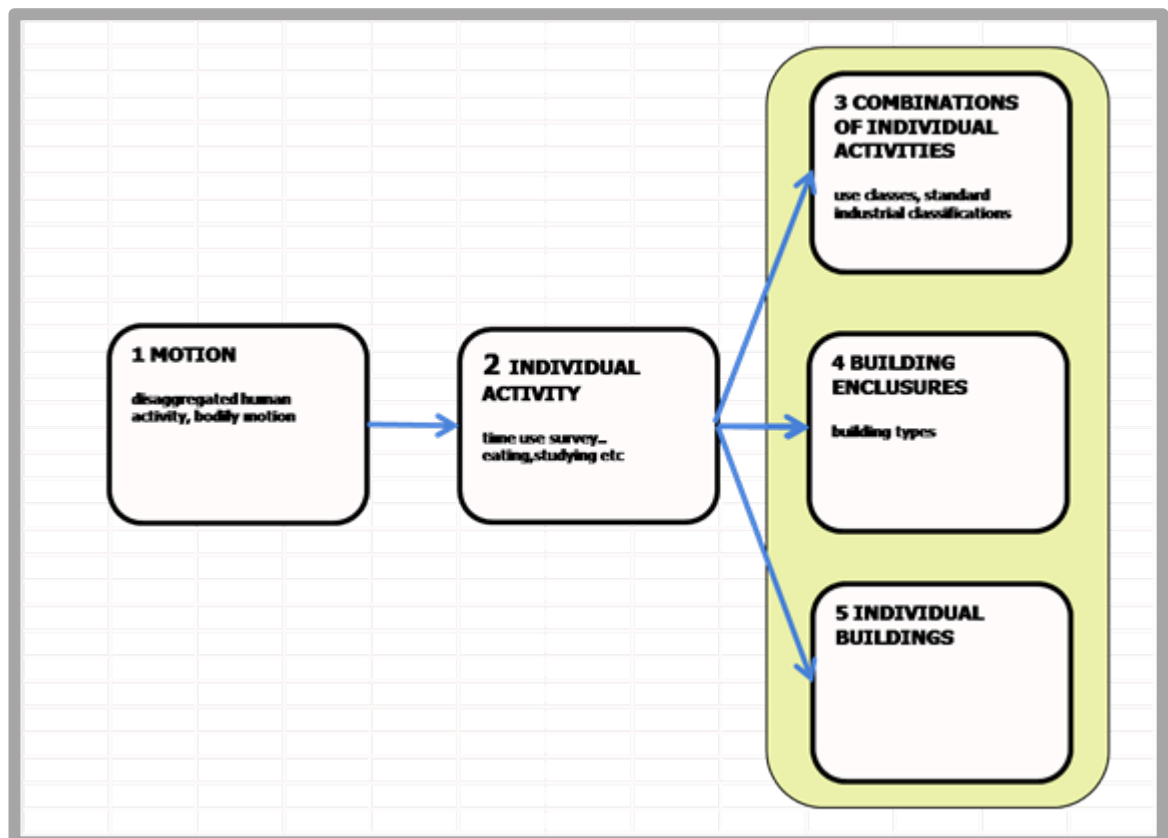 1 MOTION
disaggregated human
activity, bodily motion
2 INDIVIDUAL
ACTIVITY
time use survey...
eating,studying etc
3 COMBINATIONS
OF INDIVIDUAL
ACTIVITIES
use classes, standard
industrial classifications
4 BUILDING
ENCLUSURES
building types
5 INDIVIDUAL
BUILDINGS